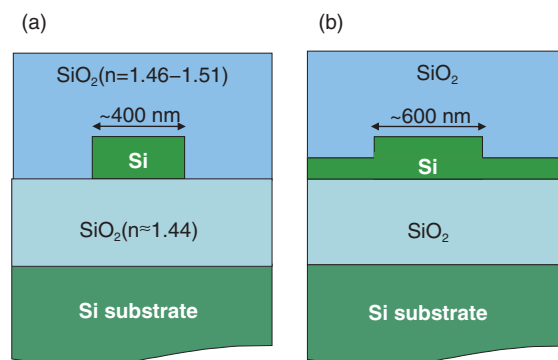 (a)
SiO₂(n=1.46–1.51)
~400 nm
Si
SiO₂(n≈1.44)
Si substrate
(b)
SiO₂
~600 nm
Si
SiO₂
Si substrate